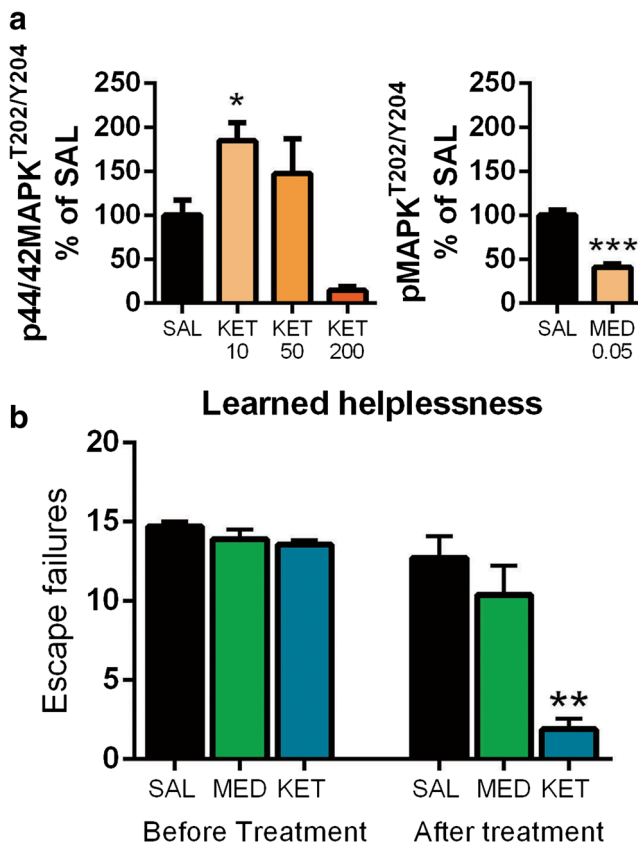 a
p44/42MAPK^T202/Y204
% of SAL
250
200
150
100
50
0
*
SAL
KET
10
KET
50
KET
200
pMAPK^T202/Y204
% of SAL
250
200
150
100
50
0
***
SAL
MED
0.05
b
Learned helplessness
Escape failures
20
15
10
5
0
**
SAL MED KET
SAL MED KET
Before Treatment
After treatment